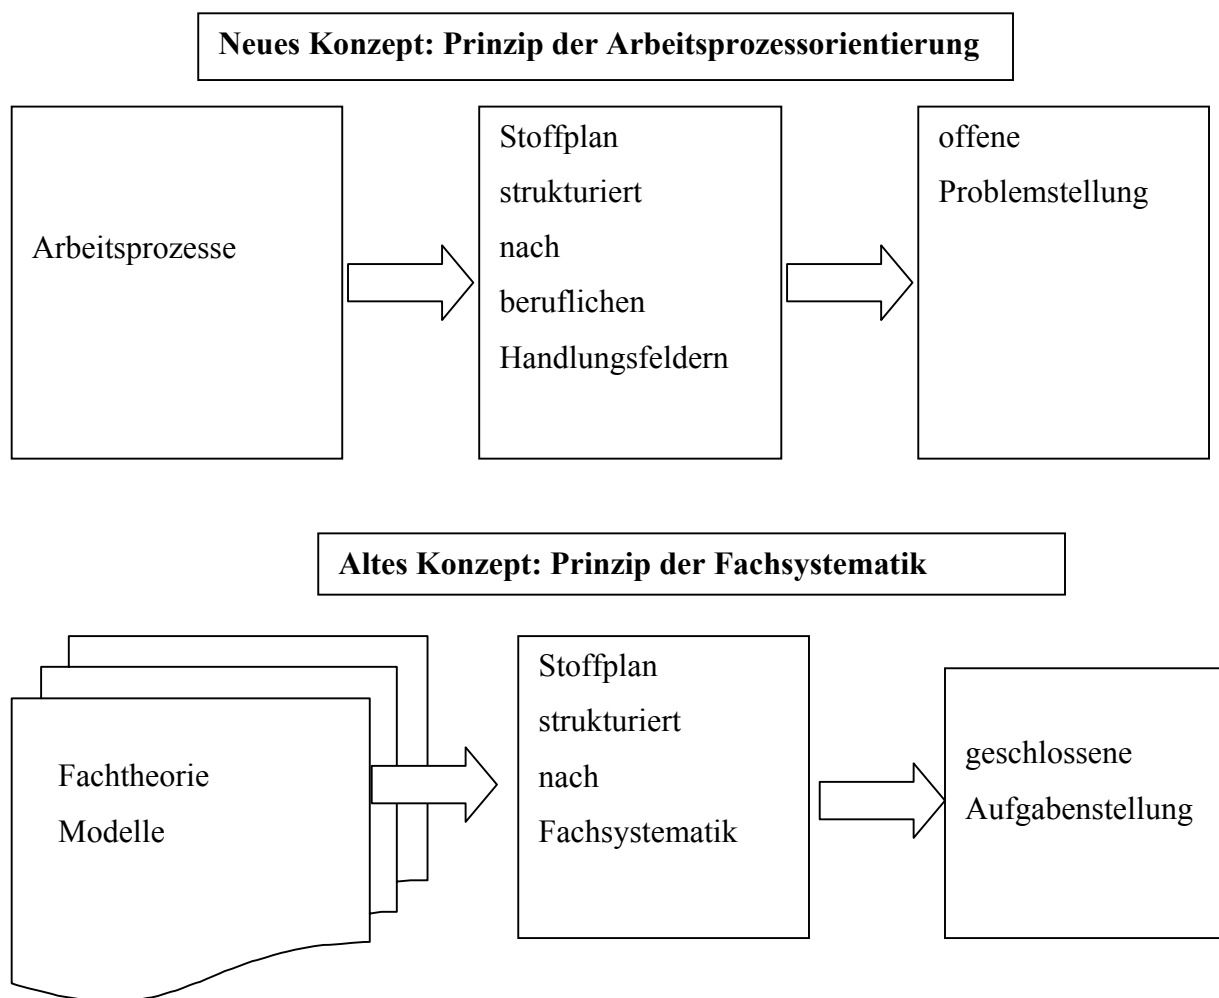 Neues Konzept: Prinzip der Arbeitsprozessorientierung
Arbeitsprozesse
Stoffplan
strukturiert
nach
beruflichen
Handlungsfeldern
offene
Problemstellung
Altes Konzept: Prinzip der Fachsystematik
Fachtheorie
Modelle
Stoffplan
strukturiert
nach
Fachsystematik
geschlossene
Aufgabenstellung